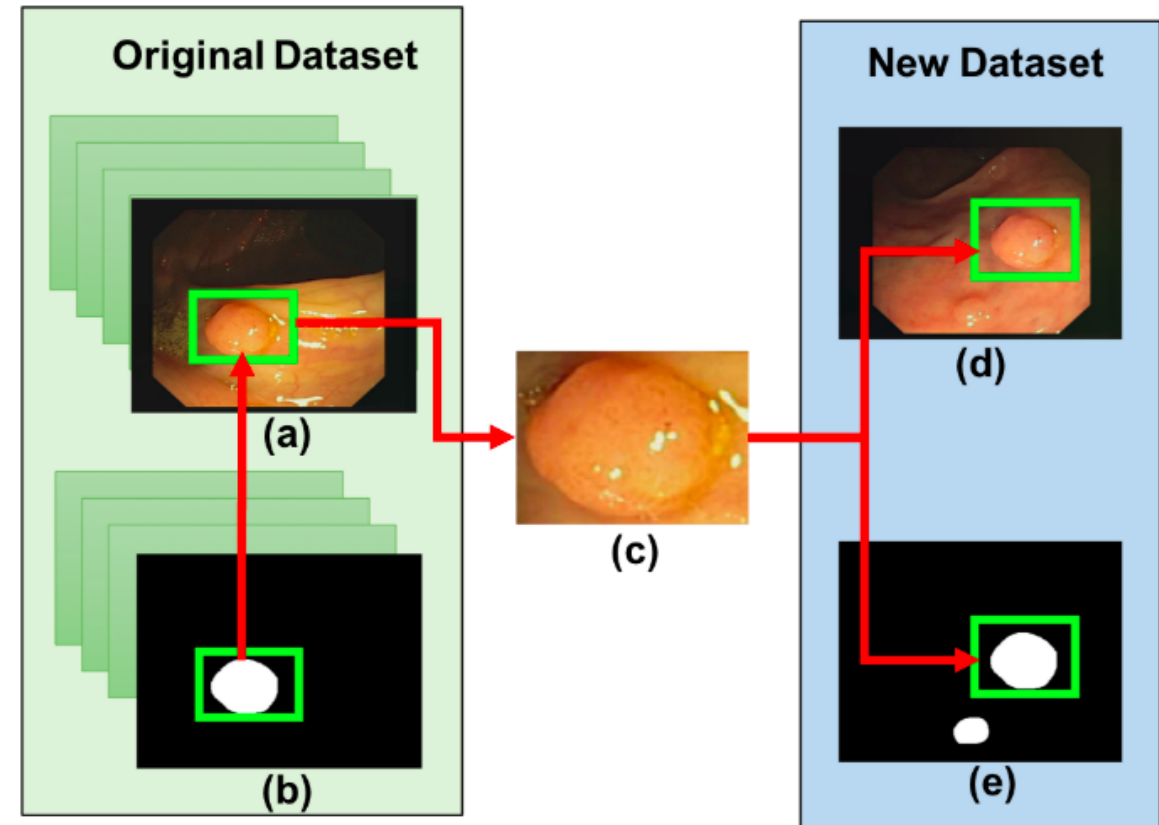 Original Dataset
New Dataset
(a)
(d)
(c)
(b)
(e)